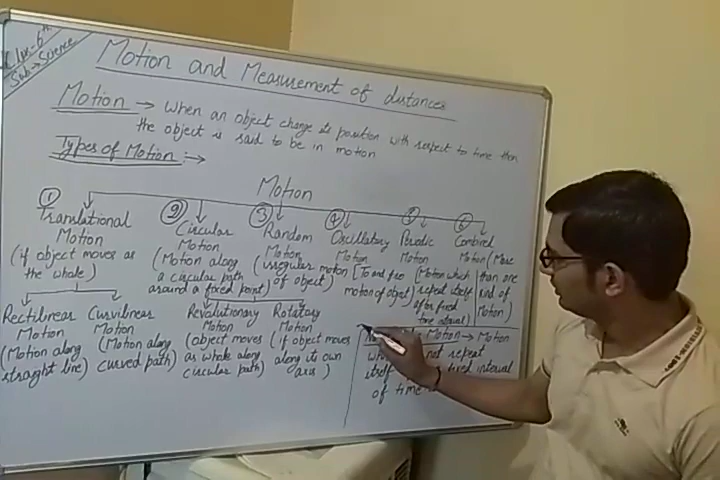 Class-6th
Sub→Science
Motion and Measurement of distances
Motion → When an object change its position with respect to time then
the object is said to be in motion
Types of Motion:→
Motion
① Translational
Motion
(if object moves as
the whole)
② Circular
Motion
(Motion along
a circular path
around a fixed point)
③ Random
Motion
(irregular motion
of object)
④ Oscillatory
Motion
[To and fro
motion of object]
⑤ Periodic
Motion
[Motion which
repeat itself
after fixed
time interval]
⑥ Combined
Motion (More
than one
kind of
Motion)
Rectilinear
Motion
(Motion along
straight line)
Curvilinear
Motion
(Motion along
curved path)
Revolutionary
Motion
(object moves
as whole along
circular path)
Rotatary
Motion
(if object moves
along its own
axis)
Motion → Motion
not repeat
itself fixed interval
of time